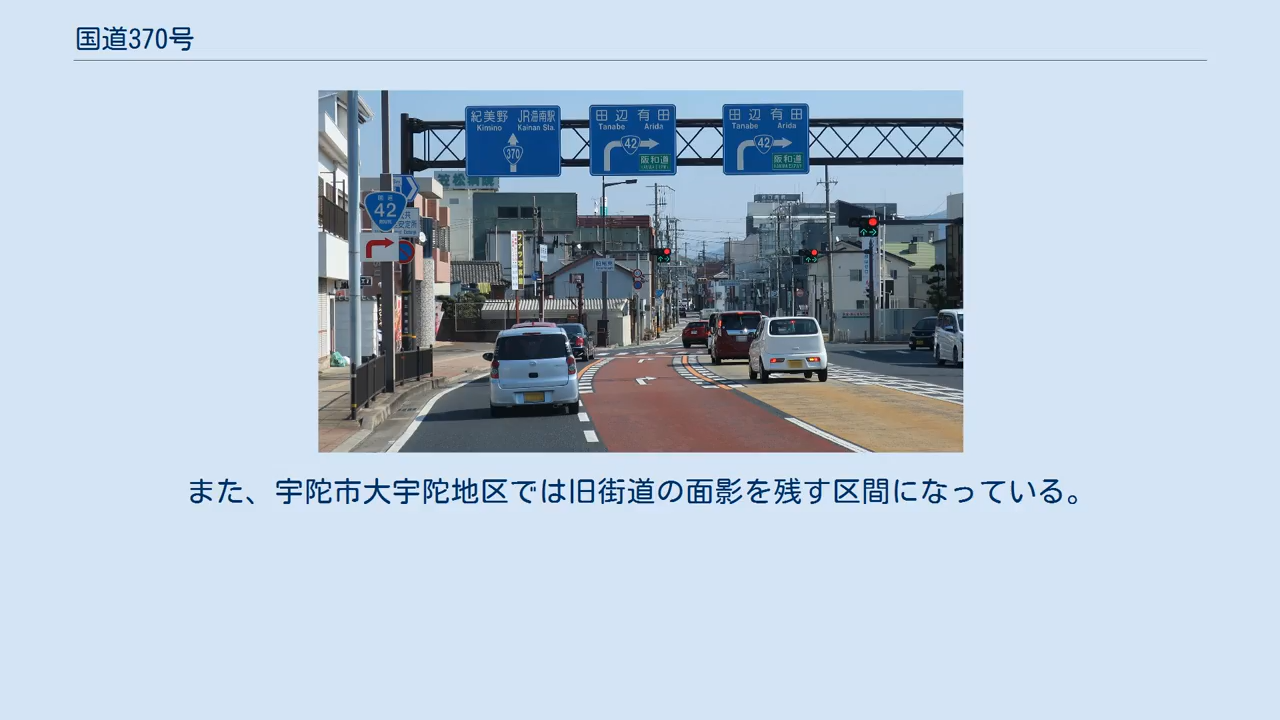 国道370号
紀美野 JR海南駅
Kimino Kainan Sta.
370
田辺 有田
Tanabe Arida
42
阪和道
田辺 有田
Tanabe Arida
42
阪和道
国道
42
また、宇陀市大宇陀地区では旧街道の面影を残す区間になっている。